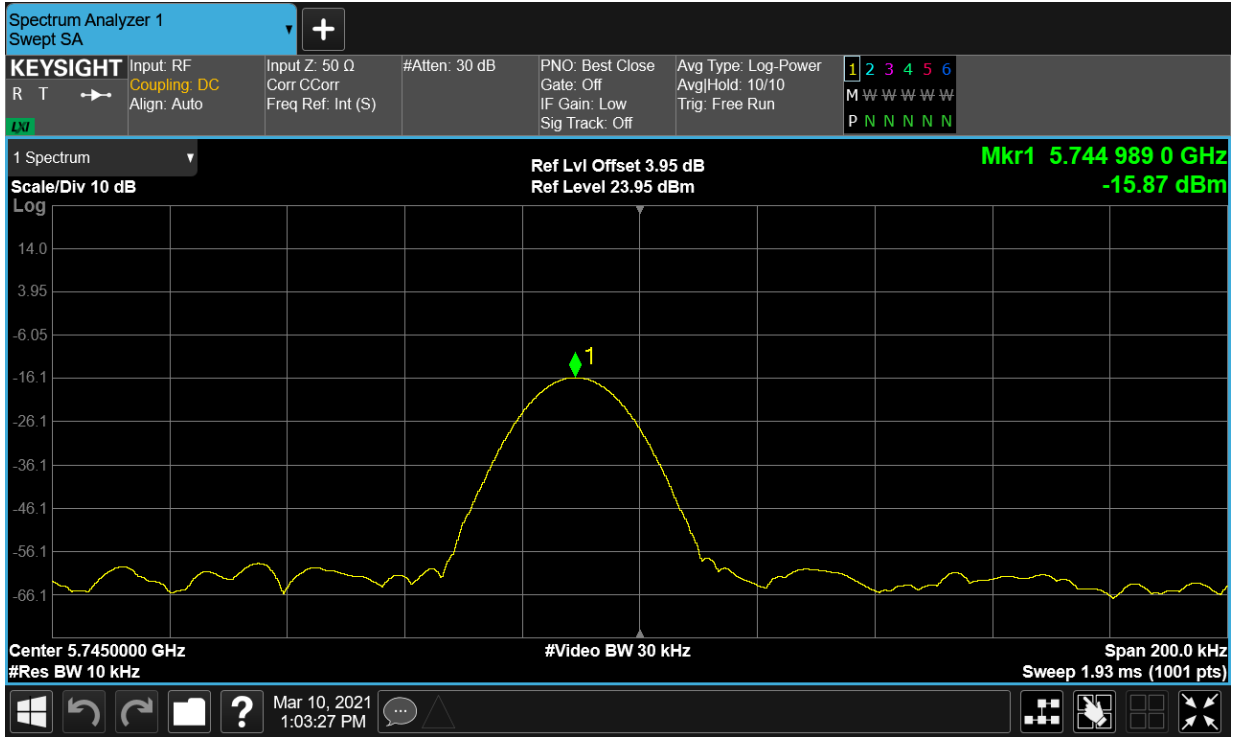 Spectrum Analyzer 1
Swept SA
▼
+
KEYSIGHT
R T
LXI
Input: RF
Coupling: DC
Align: Auto
Input Z: 50 Ω
Corr CCorr
Freq Ref: Int (S)
#Atten: 30 dB
PNO: Best Close
Gate: Off
IF Gain: Low
Sig Track: Off
Avg Type: Log-Power
Avg|Hold: 10/10
Trig: Free Run
1 2 3 4 5 6
M W W W W W
P N N N N N
1 Spectrum ▼
Scale/Div 10 dB
Log
Ref Lvl Offset 3.95 dB
Ref Level 23.95 dBm
Mkr1 5.744 989 0 GHz
-15.87 dBm
14.0
3.95
-6.05
1
-16.1
-26.1
-36.1
-46.1
-56.1
-66.1
Center 5.7450000 GHz
#Res BW 10 kHz
#Video BW 30 kHz
Span 200.0 kHz
Sweep 1.93 ms (1001 pts)
?
Mar 10, 2021
1:03:27 PM